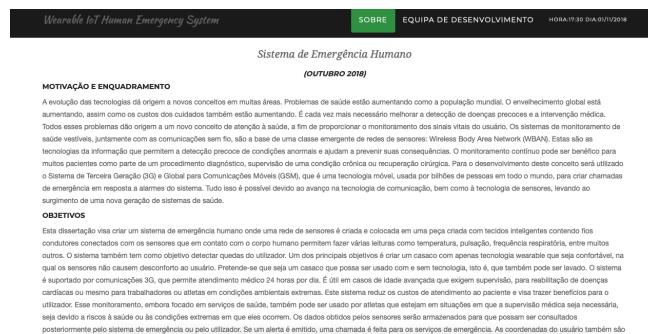 Wearable IoT Human Emergency System
SOBRE EQUIPA DE DESENVOLVIMENTO HORA:17:30 DIA:01/11/2018
Sistema de Emergência Humano
(OUTUBRO 2018)
MOTIVAÇÃO E ENQUADRAMENTO
A evolução das tecnologias dá origem a novos conceitos em muitas áreas. Problemas de saúde estão aumentando como a população mundial. O envelhecimento global está
aumentando, assim como os custos dos cuidados também estão aumentando. É cada vez mais necessário melhorar a detecção de doenças precoces e a intervenção médica.
Todos esses problemas dão origem a um novo conceito de atenção à saúde, a fim de proporcionar o monitoramento dos sinais vitais do usuário. Os sistemas de monitoramento de
saúde vestíveis, juntamente com as comunicações sem fio, são a base de uma classe emergente de redes de sensores: Wireless Body Area Network (WBAN). Estas são as
tecnologias da informação que permitem a detecção precoce de condições anormais e ajudam a prevenir suas consequências. O monitoramento contínuo pode ser benéfico para
muitos pacientes como parte de um procedimento diagnóstico, supervisão de uma condição crônica ou recuperação cirúrgica. Para o desenvolvimento deste conceito será utilizado
o Sistema de Terceira Geração (3G) e Global para Comunicações Móveis (GSM), que é uma tecnologia móvel, usada por bilhões de pessoas em todo o mundo, para criar chamadas
de emergência em resposta a alarmes do sistema. Tudo isso é possível devido ao avanço na tecnologia de comunicação, bem como à tecnologia de sensores, levando ao
surgimento de uma nova geração de sistemas de saúde.
OBJETIVOS
Esta dissertação visa criar um sistema de emergência humano onde uma rede de sensores é criada e colocada em uma peça criada com tecidos inteligentes contendo fios
condutores conectados com os sensores que em contato com o corpo humano permitem fazer várias leituras como temperatura, pulsação, frequência respiratória, entre muitos
outros. O sistema também tem como objetivo detectar quedas do utilizador. Um dos principais objetivos é criar um casaco com apenas tecnologia wearable que seja confortável, na
qual os sensores não causem desconforto ao usuário. Pretende-se que seja um casaco que possa ser usado com e sem tecnologia, isto é, que também pode ser lavado. O sistema
é suportado por comunicações 3G, que permite atendimento médico 24 horas por dia. É útil em casos de idade avançada que exigem supervisão, para reabilitação de doenças
cardíacas ou mesmo para trabalhadores ou atletas em condições ambientais extremas. Este sistema reduz os custos de atendimento ao paciente e visa trazer benefícios para o
utilizador. Esse monitoramento, embora focado em serviços de saúde, também pode ser usado por atletas que estejam em situações em que a supervisão médica seja necessária,
seja devido a riscos à saúde ou às condições extremas em que eles ocorrem. Os dados obtidos pelos sensores serão armazenados para que possam ser consultados
posteriormente pelo sistema de emergência ou pelo utilizador. Se um alerta é emitido, uma chamada é feita para os serviços de emergência. As coordenadas do usuário também são